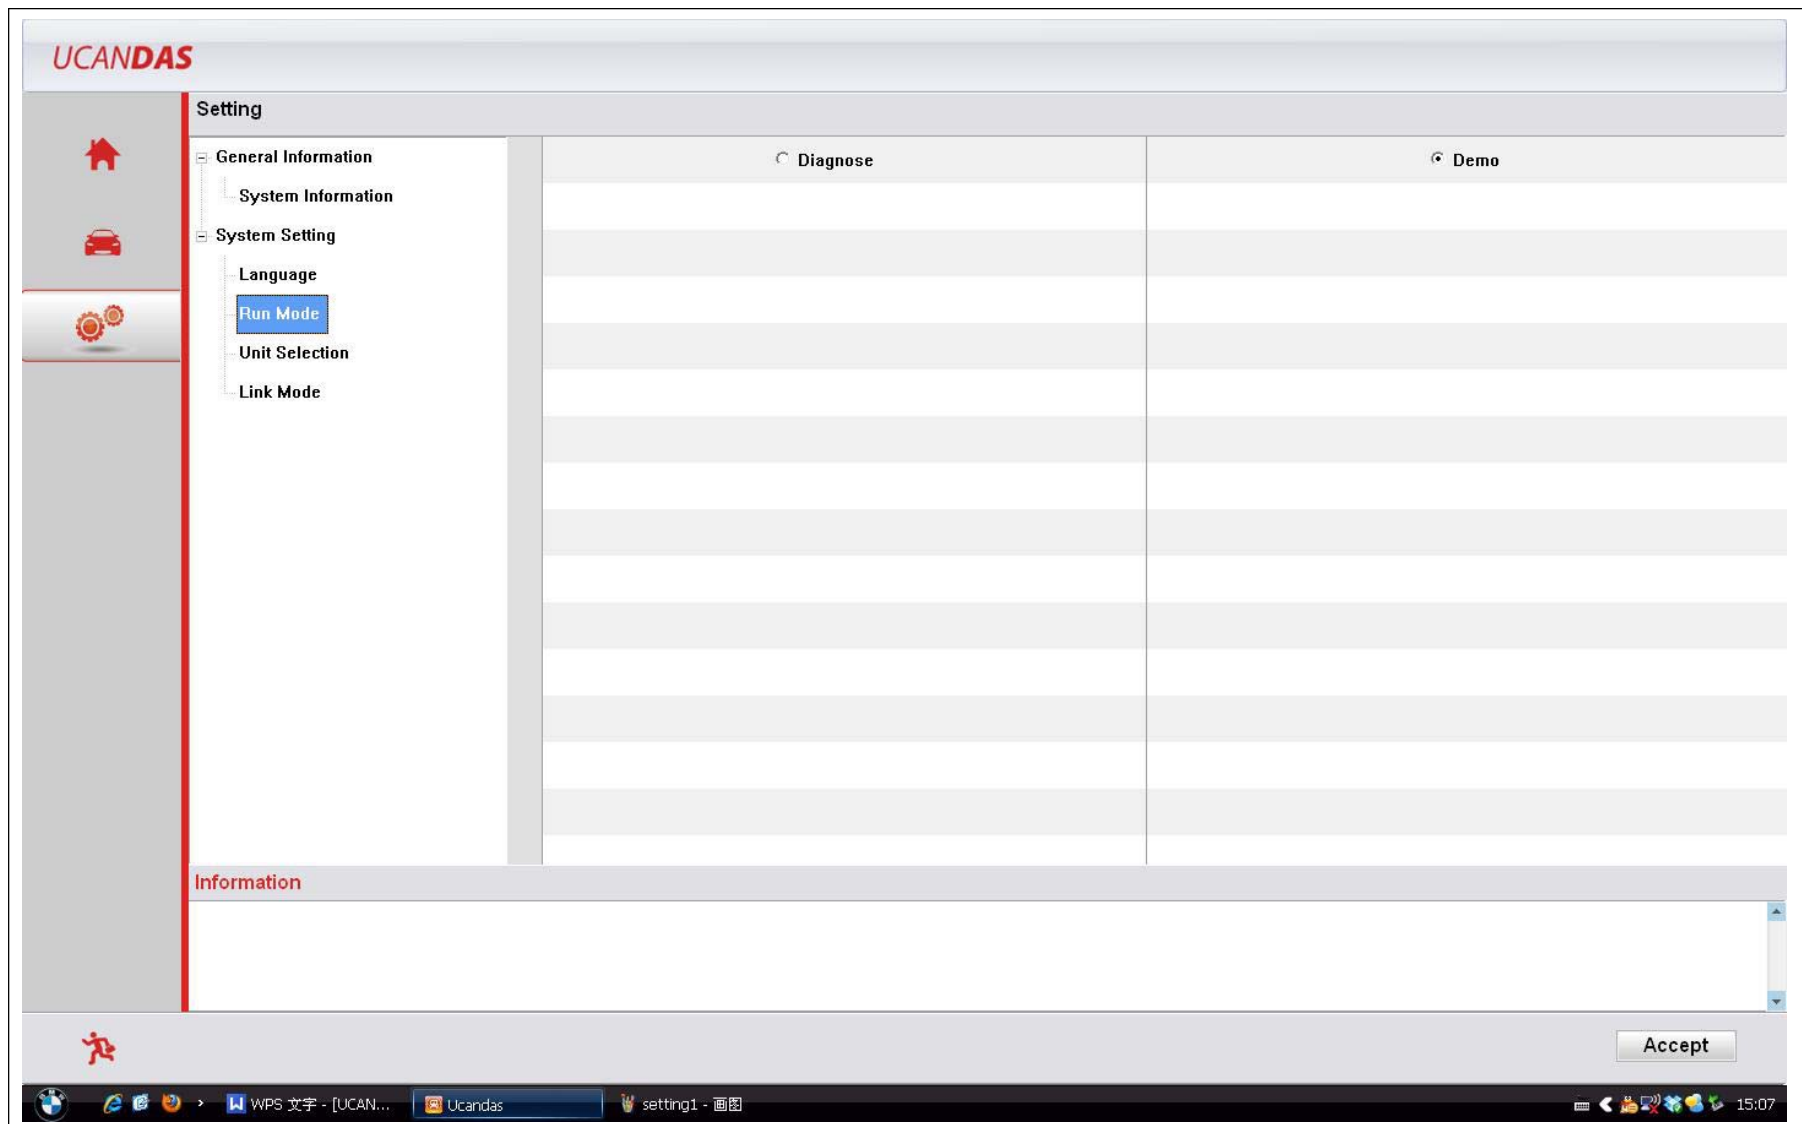 UCANDAS
Setting
General Information
System Information
System Setting
Language
Run Mode
Unit Selection
Link Mode
Diagnose
Demo
Information
Accept
WPS 文字 - [UCAN...
Ucandas
setting1 - 画图
15:07